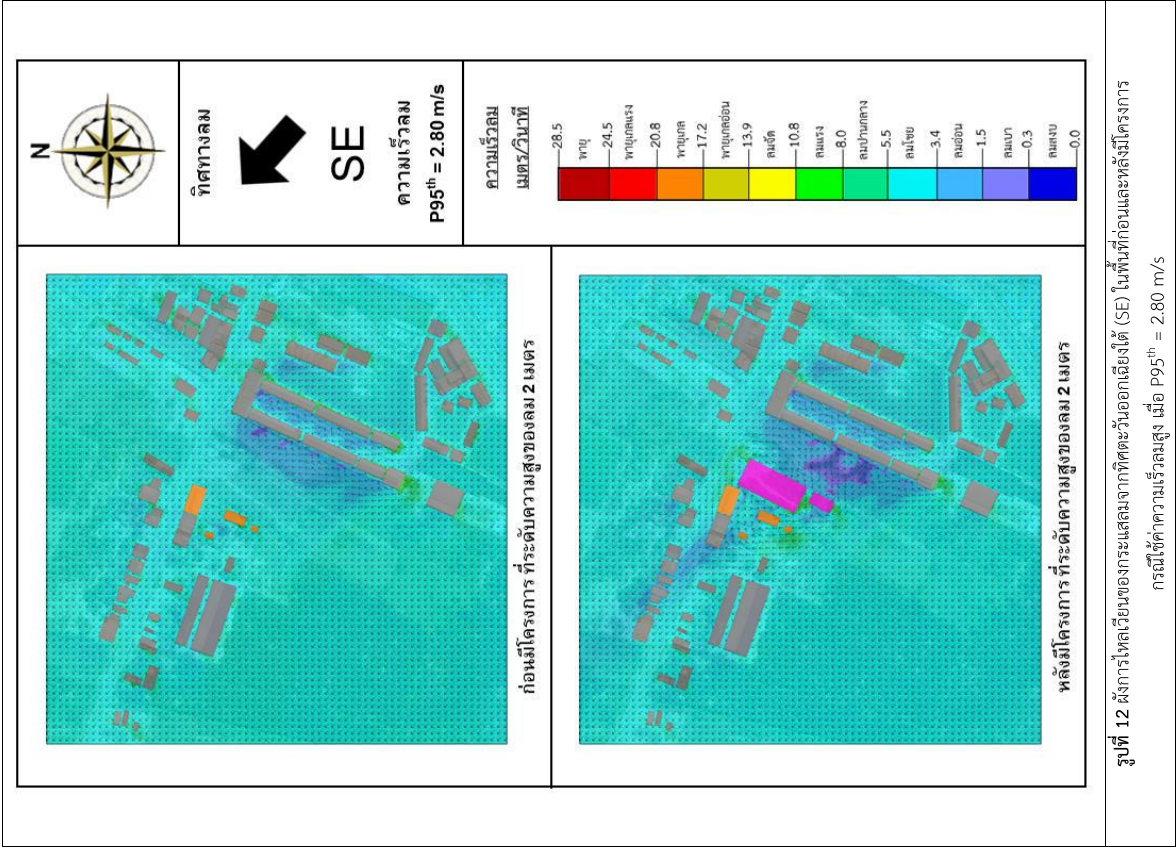 N
ทิศทางลม
SE
ความเร็วลม
P95th = 2.80 m/s
ความเร็วลม
เมตร/วินาที
28.5
พายุ
24.5
พายุเกลแรง
20.8
พายุเกล
17.2
พายุเกลอ่อน
13.9
ลมจัด
10.8
ลมแรง
8.0
ลมปานกลาง
5.5
ลมโชย
3.4
ลมอ่อน
1.5
ลมเบา
0.3
ลมสงบ
0.0
ก่อนมีโครงการ ที่ระดับความสูงของลม 2 เมตร
หลังมีโครงการ ที่ระดับความสูงของลม 2 เมตร
รูปที่ 12 ผังการไหลเวียนของกระแสลมจากทิศตะวันออกเฉียงใต้ (SE) ในพื้นที่ก่อนและหลังมีโครงการ
กรณีใช้ค่าความเร็วลมสูง เมื่อ P95th = 2.80 m/s